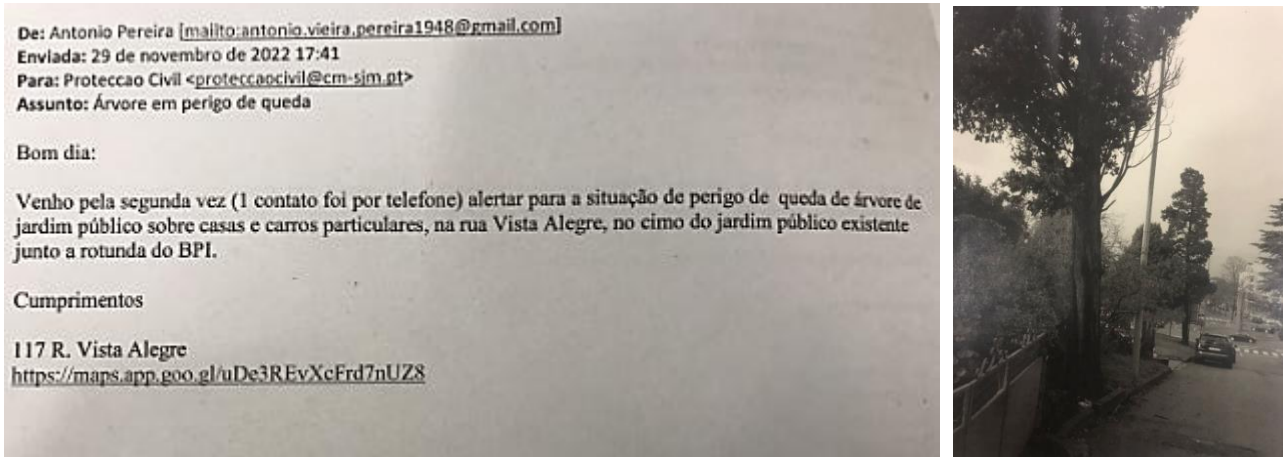 De: Antonio Pereira [mailto:antonio.vieira.pereira1948@gmail.com]
Enviada: 29 de novembro de 2022 17:41
Para: Proteccao Civil <proteccaocivil@cm-sjm.pt>
Assunto: Árvore em perigo de queda
Bom dia:
Venho pela segunda vez (1 contato foi por telefone) alertar para a situação de perigo de queda de árvore de
jardim público sobre casas e carros particulares, na rua Vista Alegre, no cimo do jardim público existente
junto a rotunda do BPI.
Cumprimentos
117 R. Vista Alegre
https://maps.app.goo.gl/uDe3REvXcFrd7nUZ8